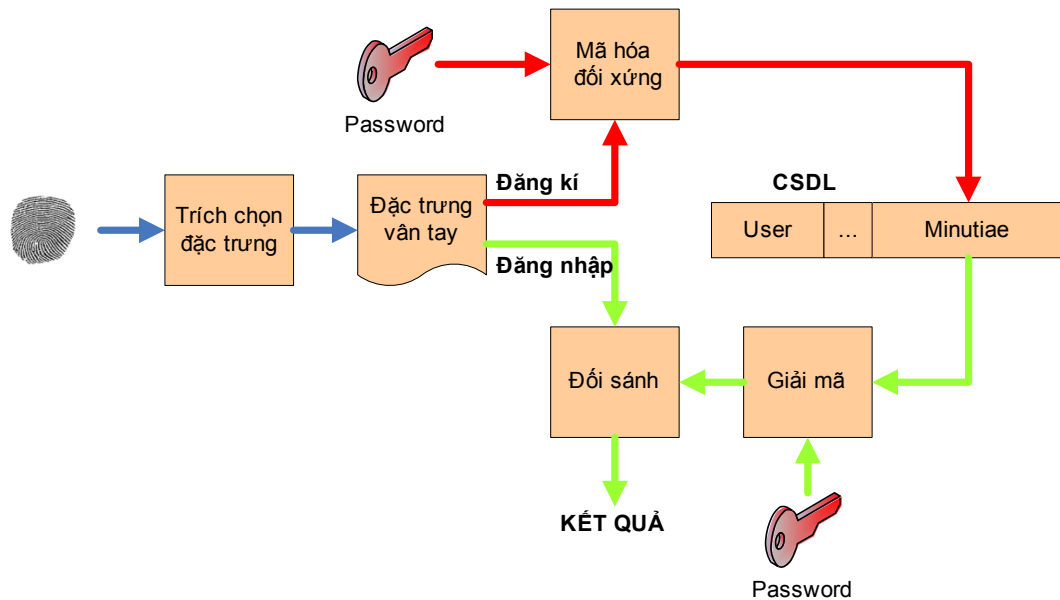 Mã hóa
đối xứng
Password
Đăng kí
CSDL
Trích chọn
đặc trưng
Đặc trưng
vân tay
User
...
Minutiae
Đăng nhập
Đối sánh
Giải mã
KẾT QUẢ
Password